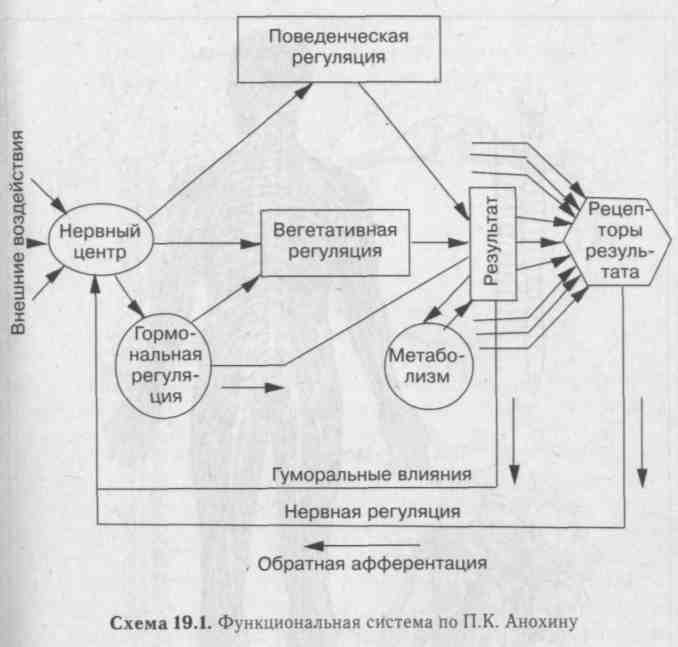 Поведенческая
регуляция
Внешние воздействия
Нервный
центр
Вегетативная
регуляция
Результат
Рецеп-
торы
резуль-
тата
Гормо-
нальная
регуля-
ция
Метабо-
лизм
Гуморальные влияния
Нервная регуляция
Обратная афферентация
Схема 19.1. Функциональная система по П.К. Анохину